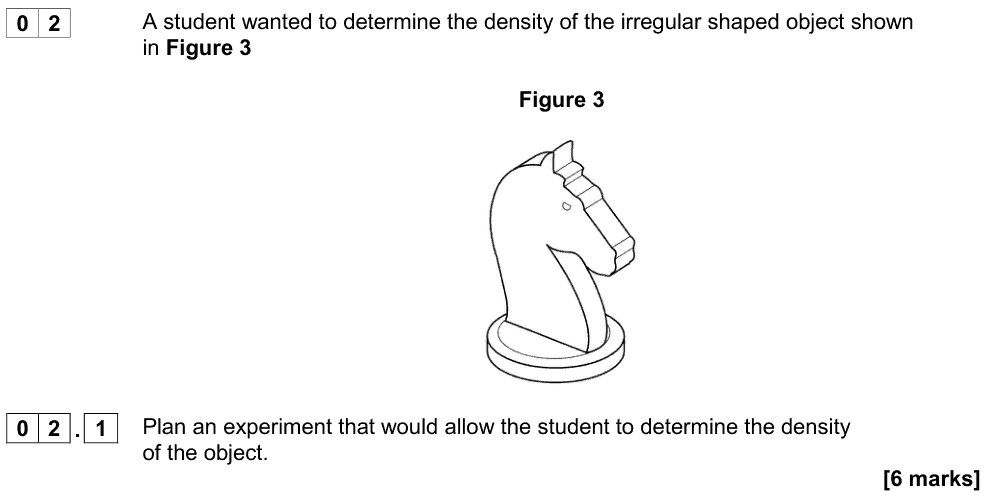 0 2 A student wanted to determine the density of the irregular shaped object shown
in Figure 3
Figure 3
0 2 . 1 Plan an experiment that would allow the student to determine the density
of the object.
[6 marks]